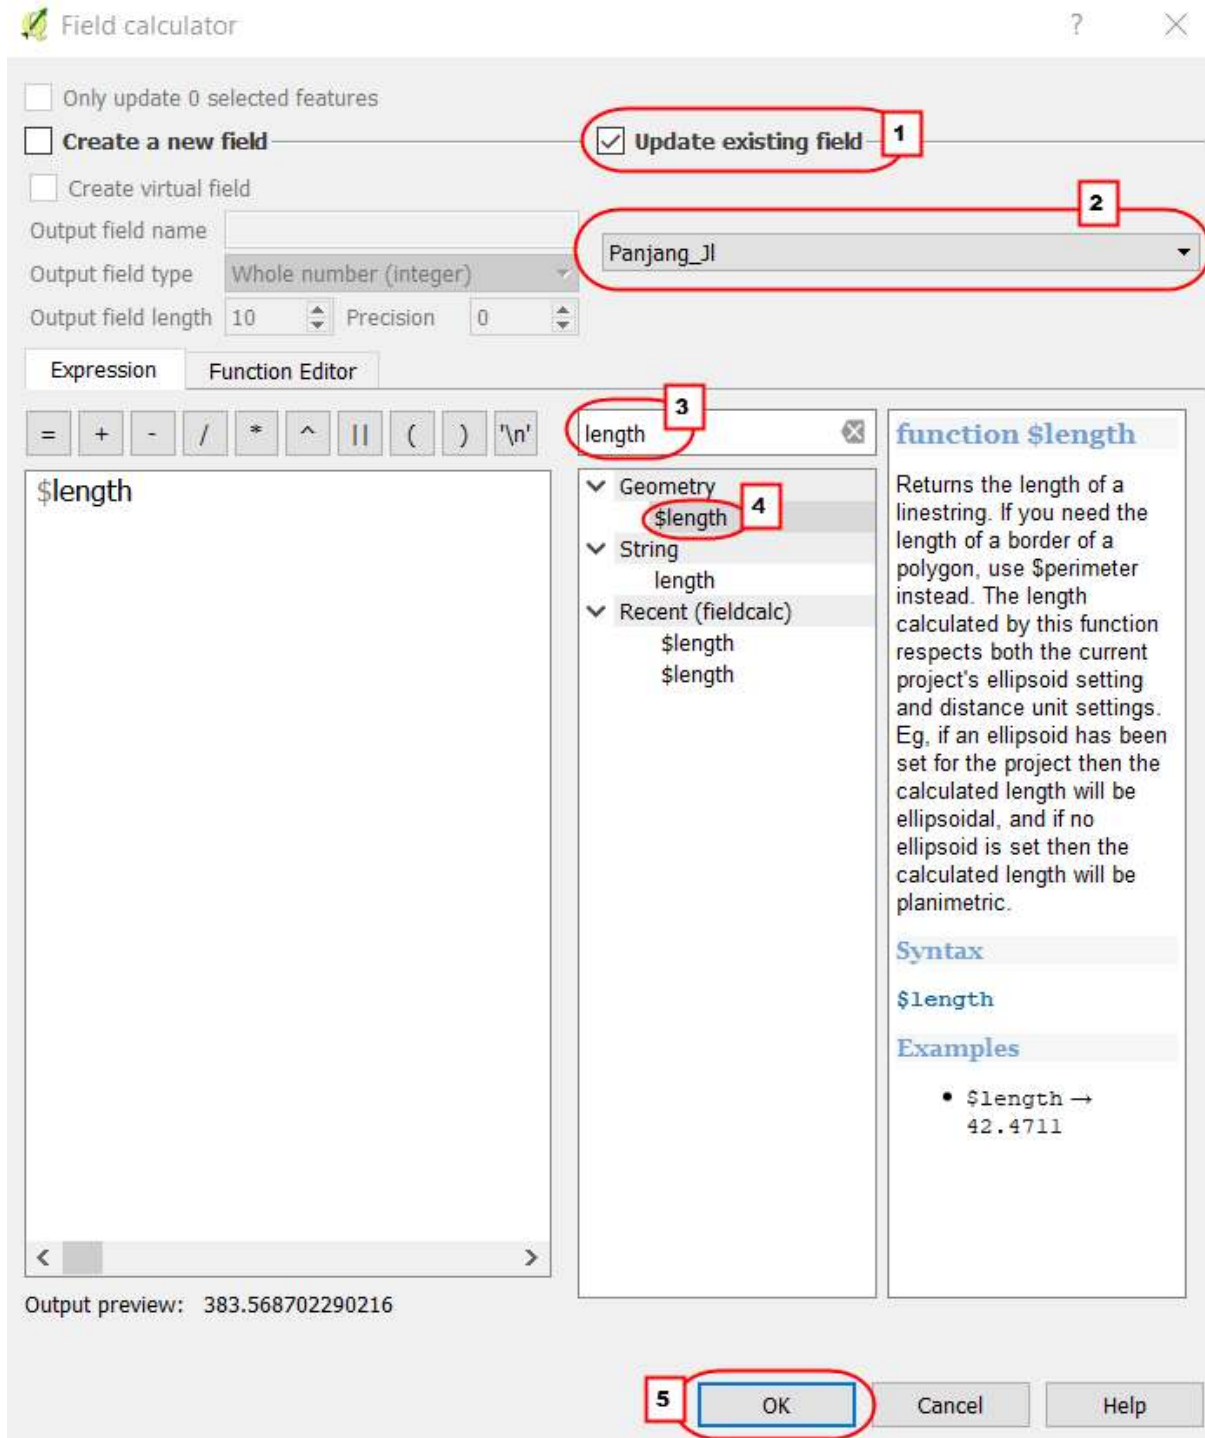 Field calculator ?
Only update 0 selected features
Create a new field
Update existing field 1
Create virtual field
2
Output field name
Panjang_Jl
Output field type Whole number (integer)
Output field length 10 Precision 0
Expression Function Editor
= + - / * ^ || ( ) '\n'
$length
Output preview: 383.568702290216
3
length
Geometry
$length 4
String
length
Recent (fieldcalc)
$length
$length
function $length
Returns the length of a
linestring. If you need the
length of a border of a
polygon, use $perimeter
instead. The length
calculated by this function
respects both the current
project's ellipsoid setting
and distance unit settings.
Eg, if an ellipsoid has been
set for the project then the
calculated length will be
ellipsoidal, and if no
ellipsoid is set then the
calculated length will be
planimetric.
Syntax
$length
Examples
• $length →
42.4711
5 OK Cancel Help